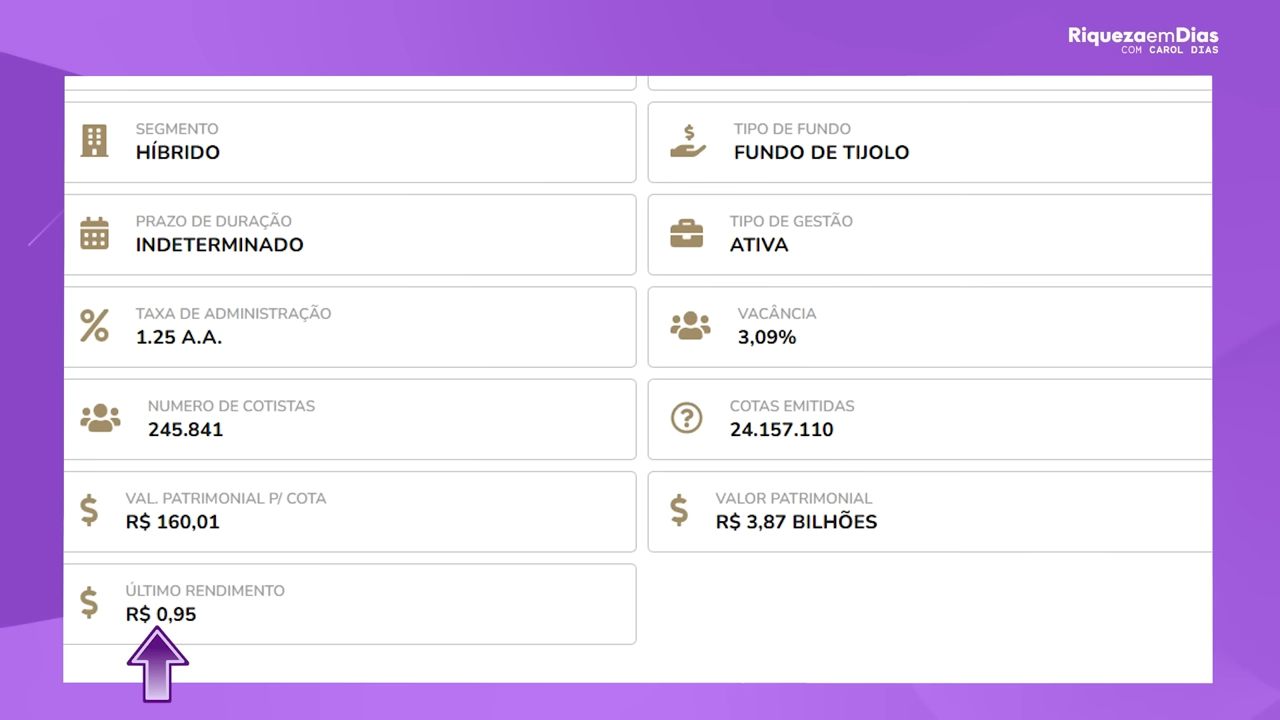 RiquezaemDias
COM CAROL DIAS
SEGMENTO
HÍBRIDO
TIPO DE FUNDO
FUNDO DE TIJOLO
PRAZO DE DURAÇÃO
INDETERMINADO
TIPO DE GESTÃO
ATIVA
TAXA DE ADMINISTRAÇÃO
1.25 A.A.
VACÂNCIA
3,09%
NUMERO DE COTISTAS
245.841
COTAS EMITIDAS
24.157.110
VAL. PATRIMONIAL P/ COTA
R$ 160,01
VALOR PATRIMONIAL
R$ 3,87 BILHÕES
ÚLTIMO RENDIMENTO
R$ 0,95